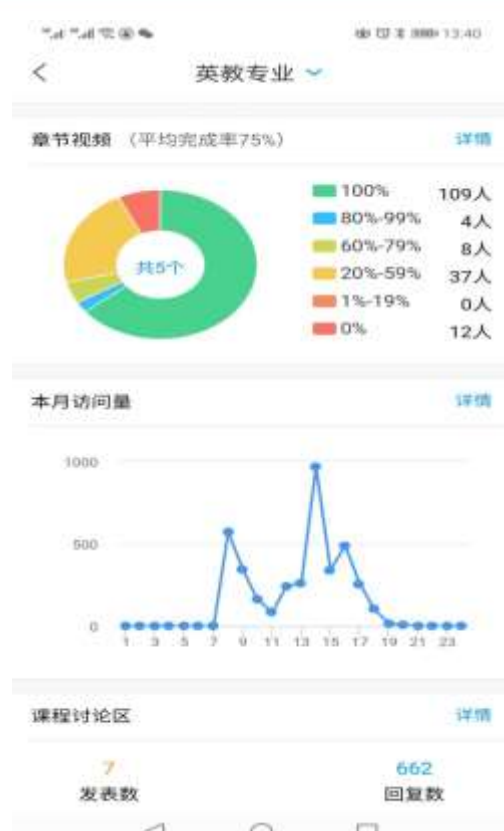 13:40
英教专业
章节视频 （平均完成率75%） 详情
共5个
100% 109人
80%-99% 4人
60%-79% 8人
20%-59% 37人
1%-19% 0人
0% 12人
本月访问量 详情
1000
500
0
1 3 5 7 9 11 13 15 17 19 21 23
课程讨论区 详情
7 662
发表数 回复数